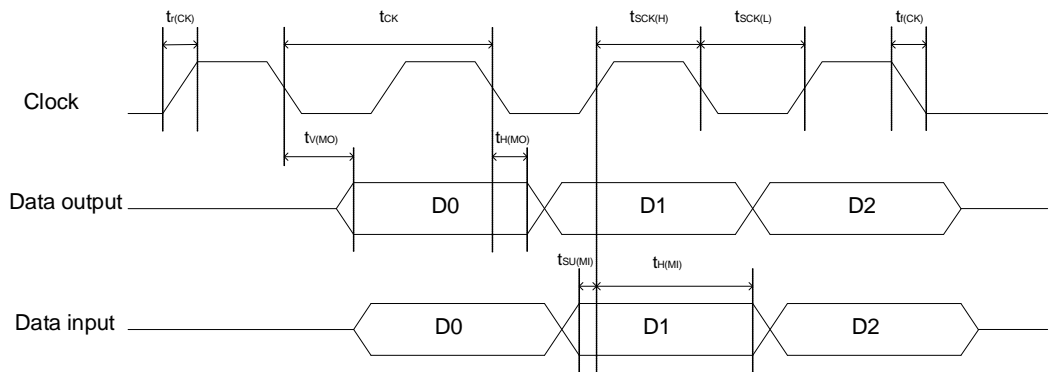 tr(CK) tCK tSCK(H) tSCK(L) tf(CK)
Clock
tV(MO) tH(MO)
Data output D0 D1 D2
tSU(MI) tH(MI)
Data input D0 D1 D2